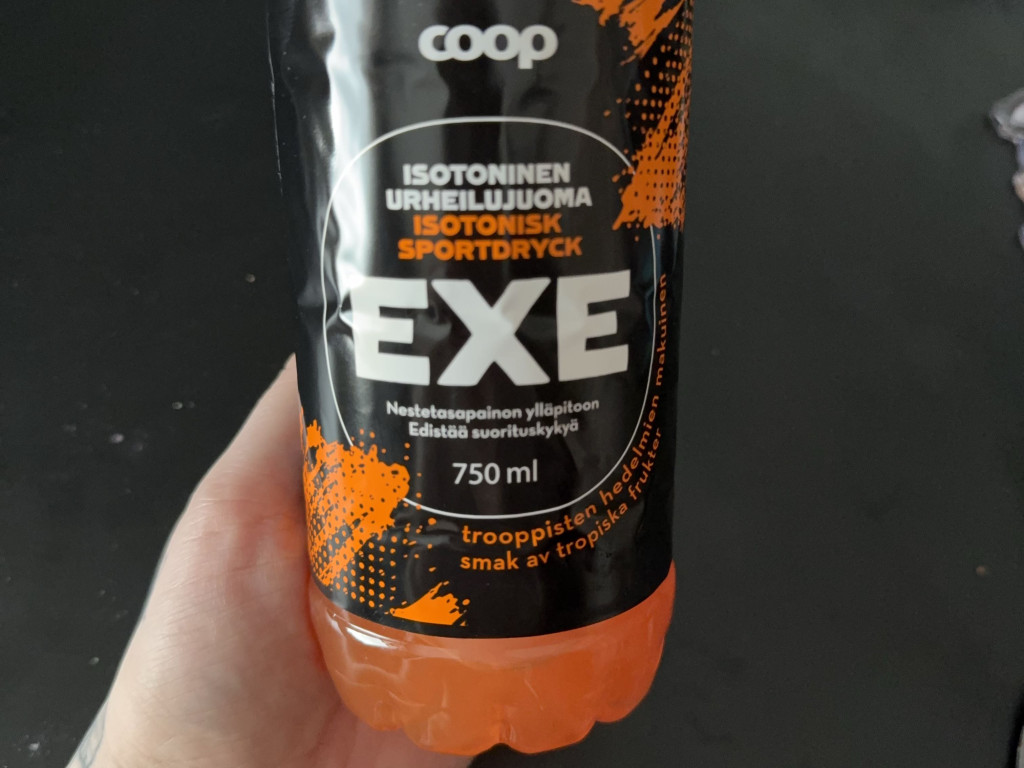 coop
ISOTONINEN
URHEILUJUOMA
ISOTONISK
SPORTDRYCK
EXE
Nestetasapainon ylläpitoon
Edistää suorituskykyä
750 ml
trooppisten hedelmien makuinen
smak av tropiska frukter